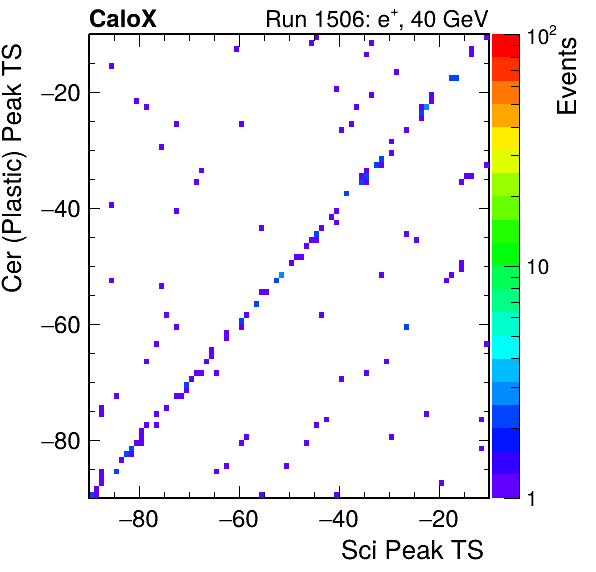 CaloX Run 1506: e⁺, 40 GeV
Cer (Plastic) Peak TS
−20
−40
−60
−80
−80 −60 −40 −20
Sci Peak TS
10²
10
1
Events